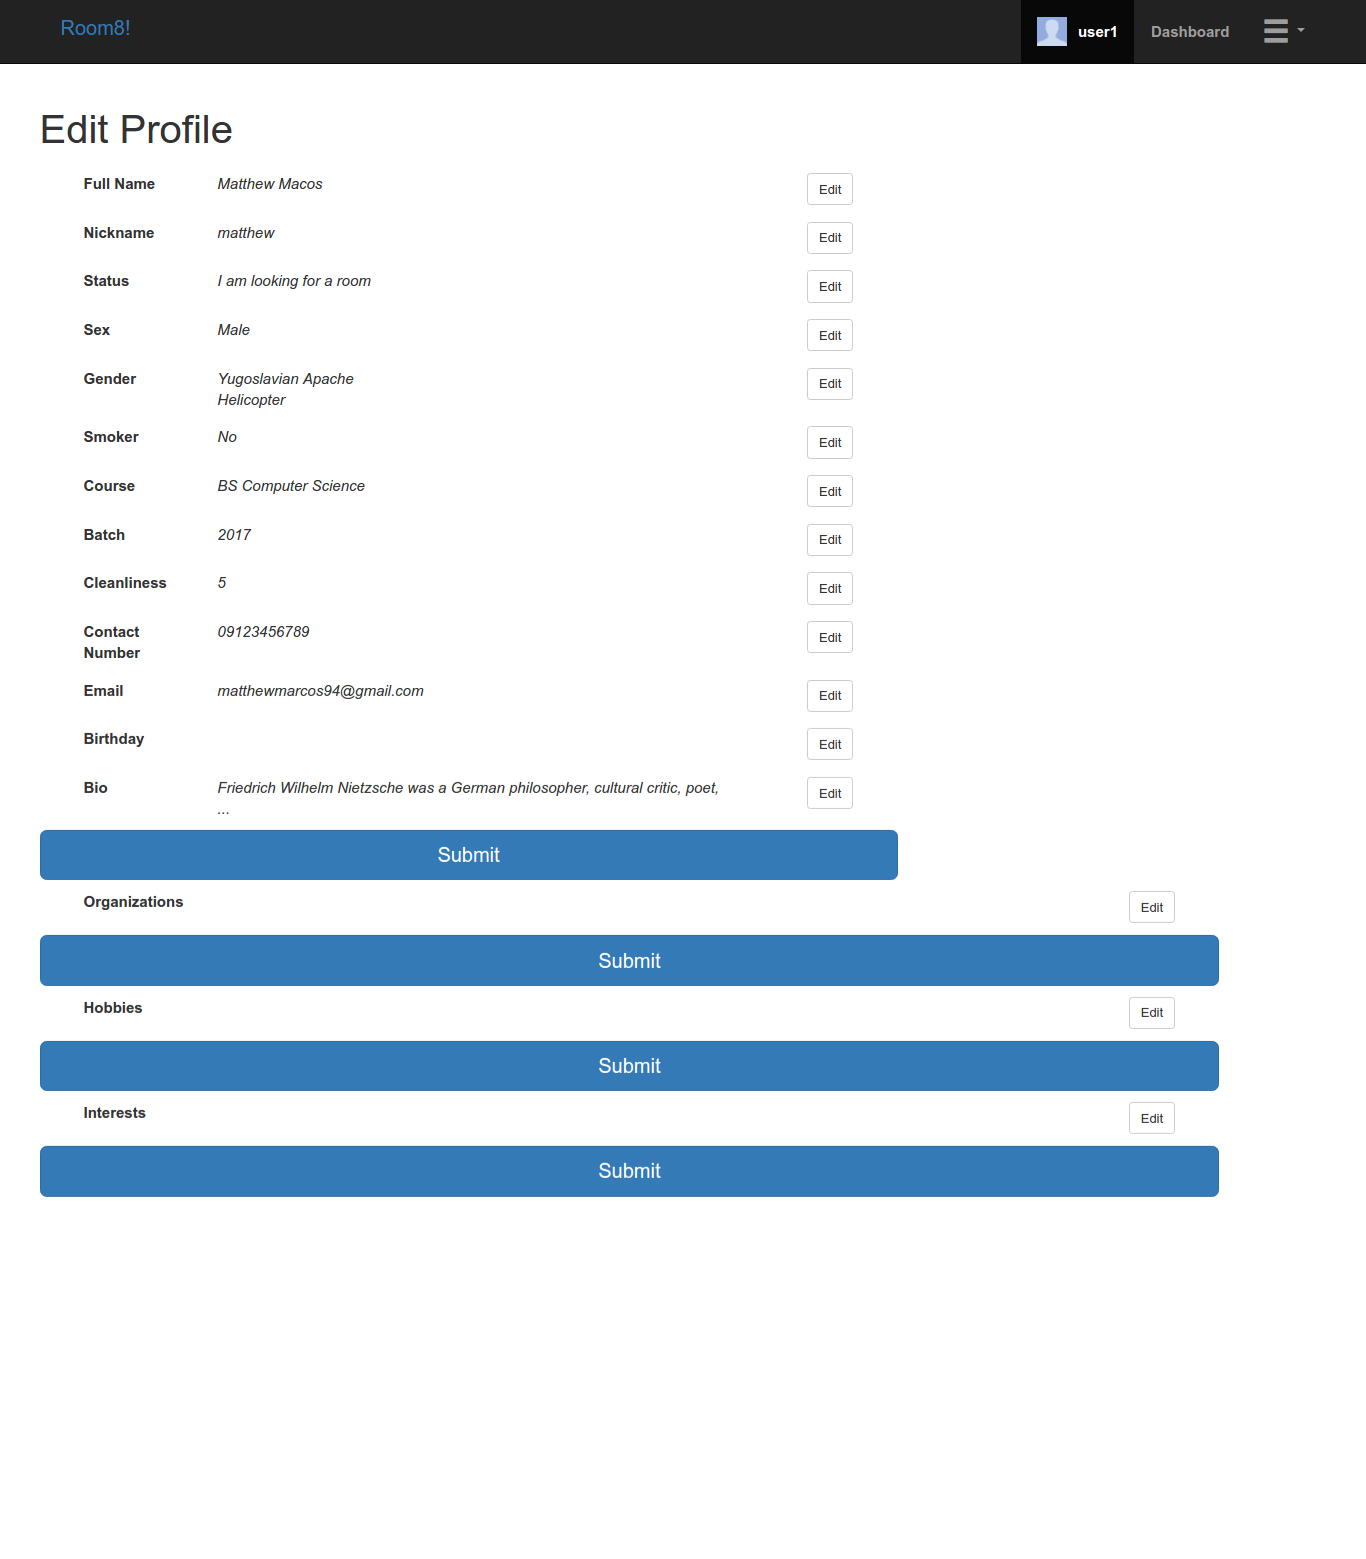 Room8!
user1
Dashboard
Edit Profile
Full Name Matthew Macos Edit
Nickname matthew Edit
Status I am looking for a room Edit
Sex Male Edit
Gender Yugoslavian Apache Edit
Helicopter
Smoker No Edit
Course BS Computer Science Edit
Batch 2017 Edit
Cleanliness 5 Edit
Contact 09123456789 Edit
Number
Email matthewmarcos94@gmail.com Edit
Birthday Edit
Bio Friedrich Wilhelm Nietzsche was a German philosopher, cultural critic, poet, Edit
...
Submit
Organizations Edit
Submit
Hobbies Edit
Submit
Interests Edit
Submit